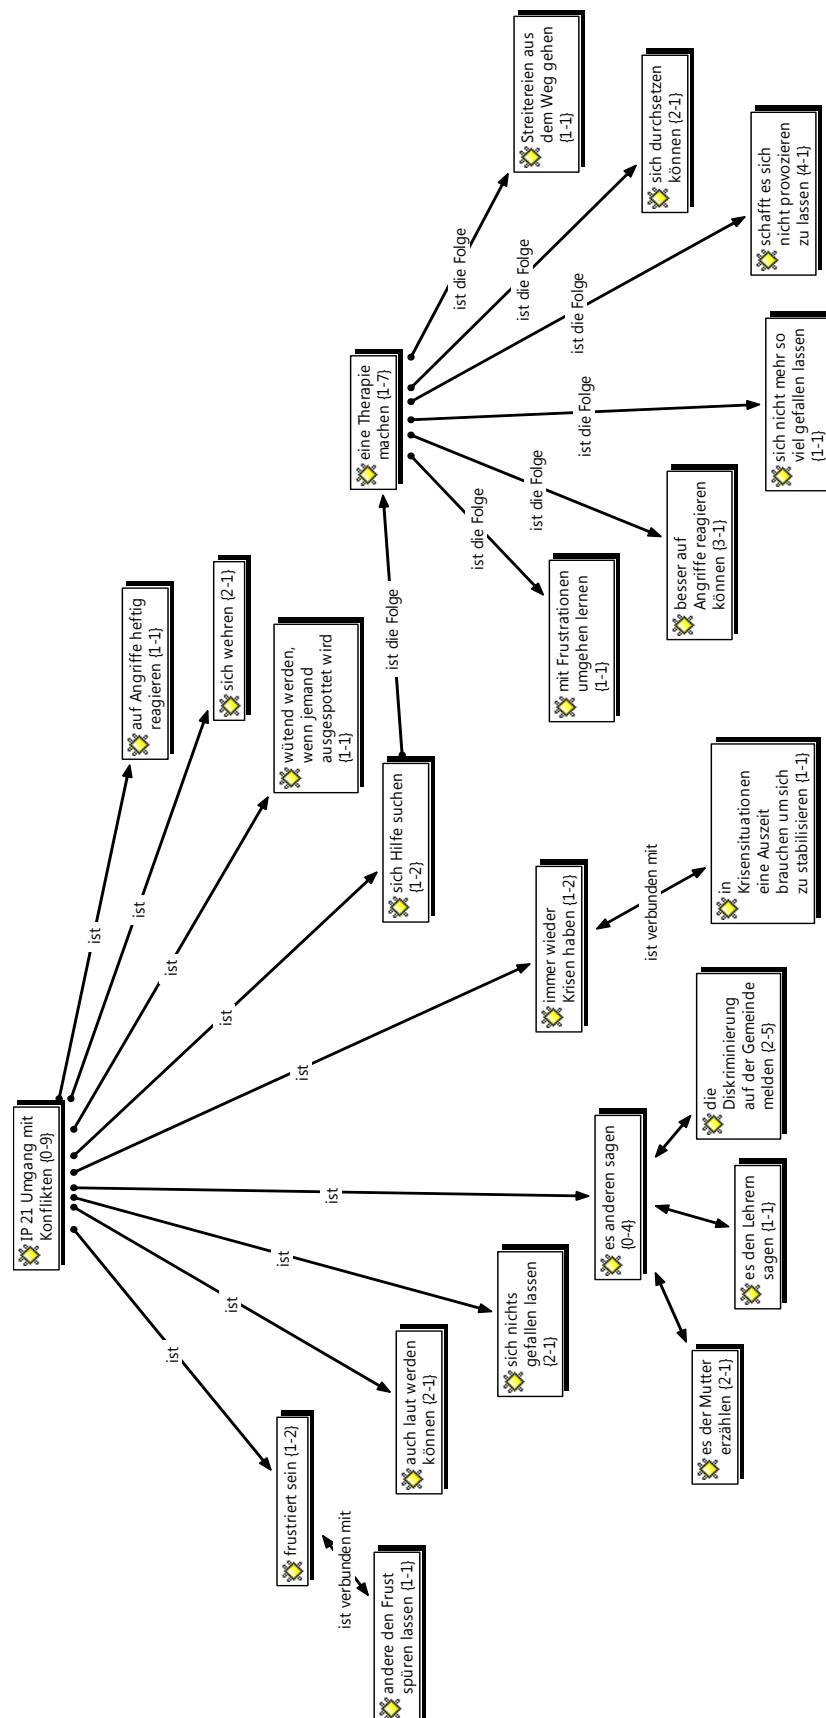 IP 21 Umgang mit
Konflikten {0-9}
ist
ist
ist
ist
ist
ist
ist
ist
ist
frustriert sein {1-2}
ist verbunden mit
andere den Frust
spüren lassen {1-1}
auch laut werden
können {2-1}
sich nichts
gefallen lassen
{2-1}
es anderen sagen
{0-4}
es der Mutter
erzählen {2-1}
es den Lehrern
sagen {1-1}
die
Diskriminierung
auf der Gemeinde
melden {2-5}
immer wieder
Krisen haben {1-2}
ist verbunden mit
in
Krisensituationen
eine Auszeit
brauchen um sich
zu stabilisieren {1-1}
sich Hilfe suchen
{1-2}
ist die Folge
wütend werden,
wenn jemand
ausgespottet wird
{1-1}
sich wehren {2-1}
auf Angriffe heftig
reagieren {1-1}
eine Therapie
machen {1-7}
ist die Folge
ist die Folge
ist die Folge
ist die Folge
ist die Folge
ist die Folge
mit Frustrationen
umgehen lernen
{1-1}
besser auf
Angriffe reagieren
können {3-1}
sich nicht mehr so
viel gefallen lassen
{1-1}
schafft es sich
nicht provozieren
zu lassen {4-1}
sich durchsetzen
können {2-1}
Streitereien aus
dem Weg gehen
{1-1}